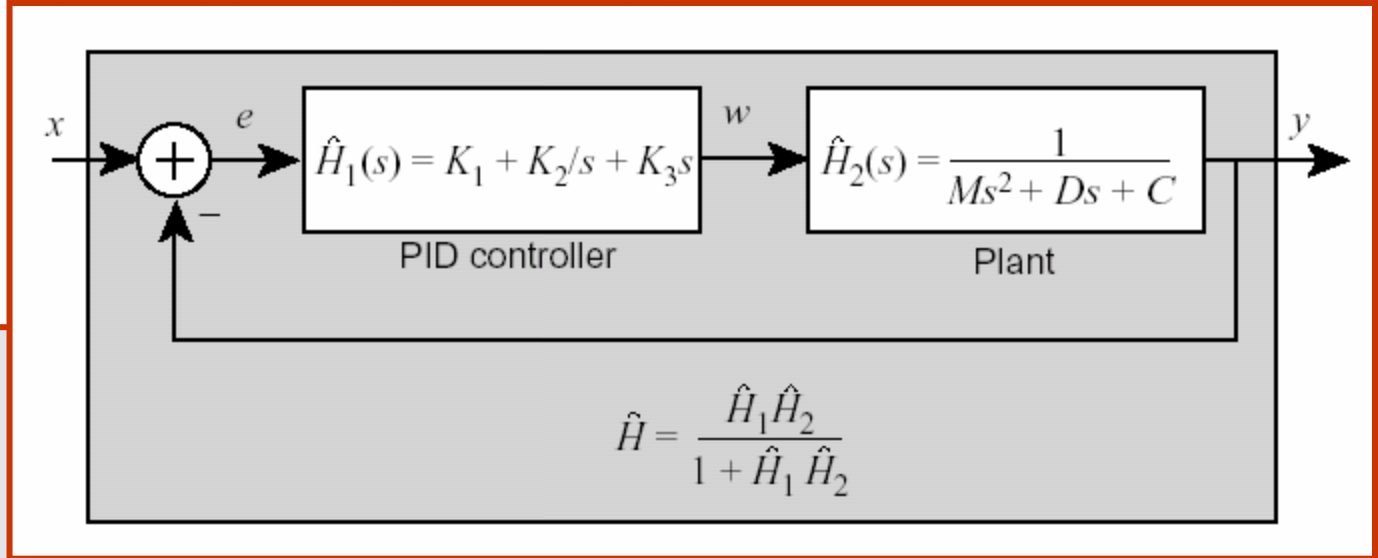 x
e
w
y
+
−
Ĥ₁(s) = K₁ + K₂/s + K₃s
Ĥ₂(s) = 1 / (Ms² + Ds + C)
PID controller
Plant
Ĥ = Ĥ₁Ĥ₂ / (1 + Ĥ₁ Ĥ₂)